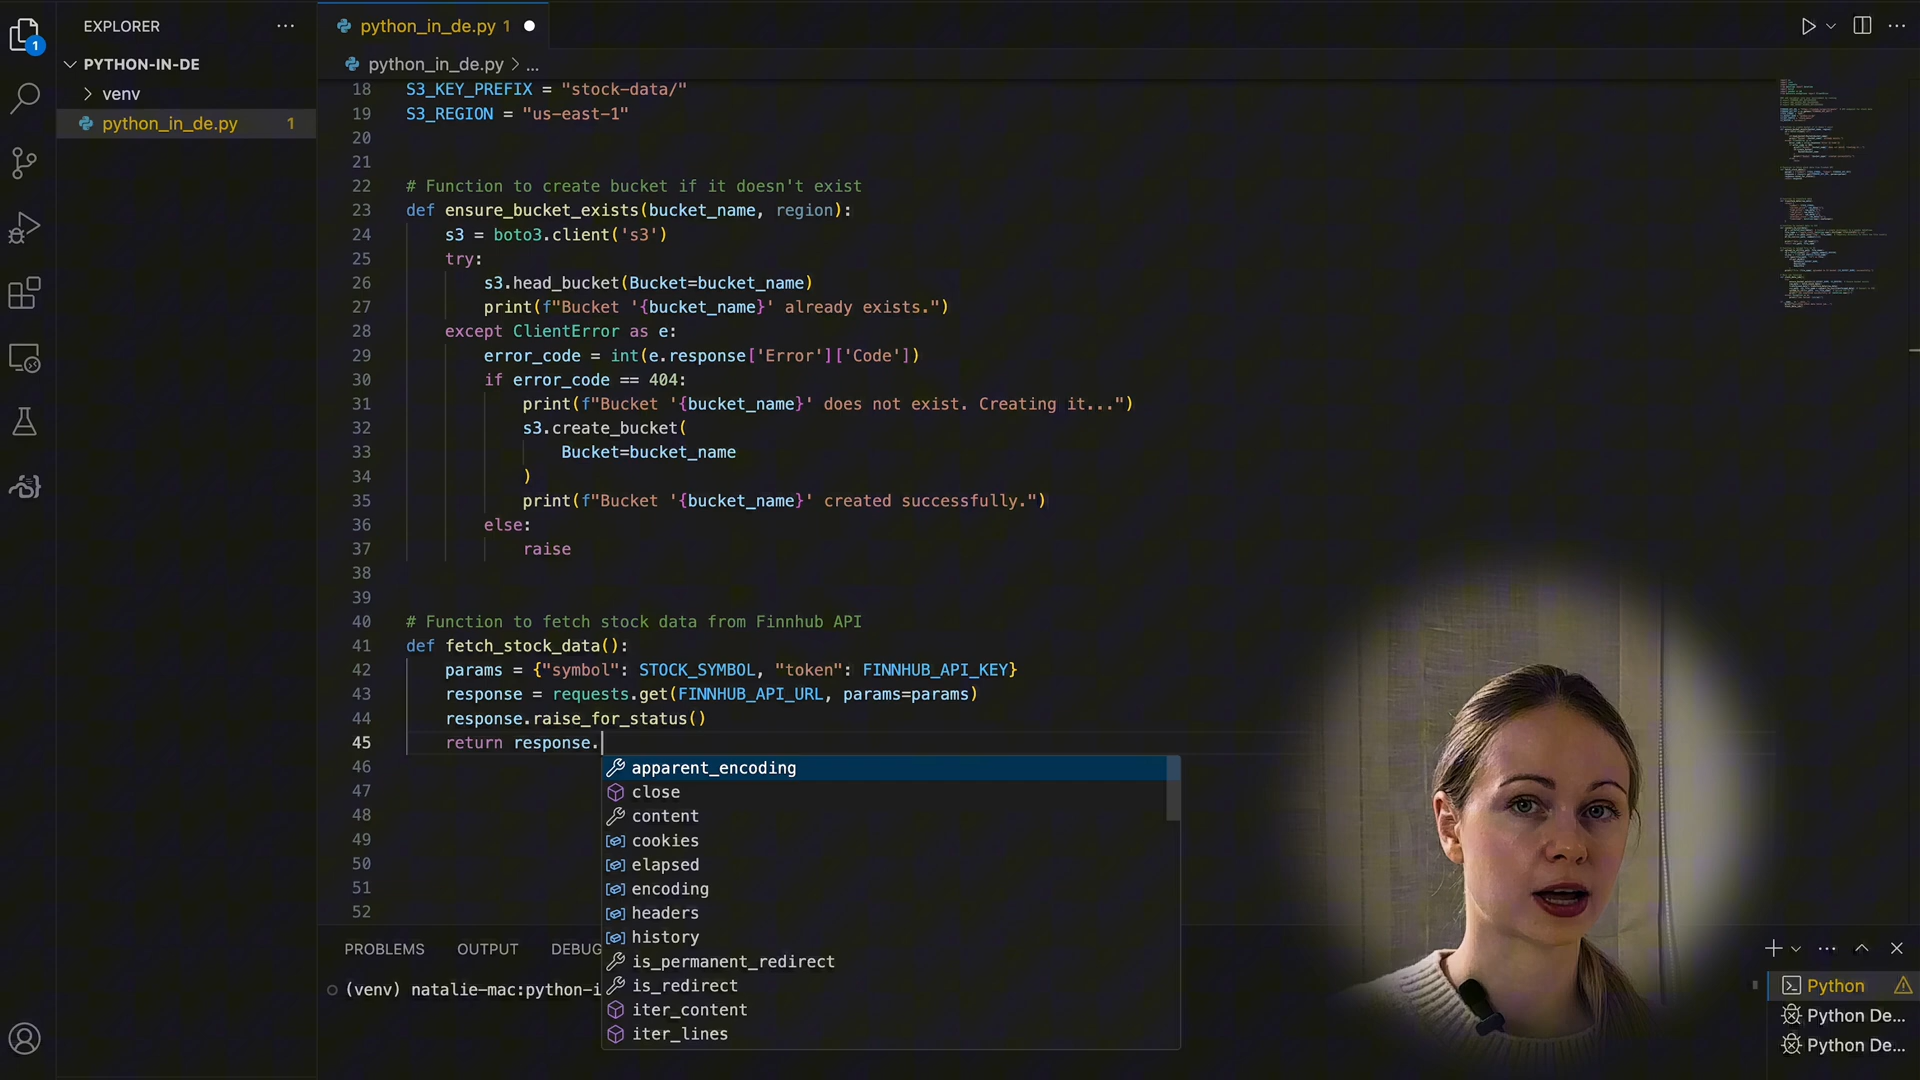 EXPLORER
python_in_de.py 1
PYTHON-IN-DE
python_in_de.py > ...
venv
python_in_de.py 1
1
18 S3_KEY_PREFIX = "stock-data/"
19 S3_REGION = "us-east-1"
20
21
22 # Function to create bucket if it doesn't exist
23 def ensure_bucket_exists(bucket_name, region):
24 s3 = boto3.client('s3')
25 try:
26 s3.head_bucket(Bucket=bucket_name)
27 print(f"Bucket '{bucket_name}' already exists.")
28 except ClientError as e:
29 error_code = int(e.response['Error']['Code'])
30 if error_code == 404:
31 print(f"Bucket '{bucket_name}' does not exist. Creating it...")
32 s3.create_bucket(
33 Bucket=bucket_name
34 )
35 print(f"Bucket '{bucket_name}' created successfully.")
36 else:
37 raise
38
39
40 # Function to fetch stock data from Finnhub API
41 def fetch_stock_data():
42 params = {"symbol": STOCK_SYMBOL, "token": FINNHUB_API_KEY}
43 response = requests.get(FINNHUB_API_URL, params=params)
44 response.raise_for_status()
45 return response.
46
47
48
49
50
51
52
apparent_encoding
close
content
cookies
elapsed
encoding
headers
history
is_permanent_redirect
is_redirect
iter_content
iter_lines
PROBLEMS OUTPUT DEBUG
(venv) natalie-mac:python-i
Python
Python De...
Python De...